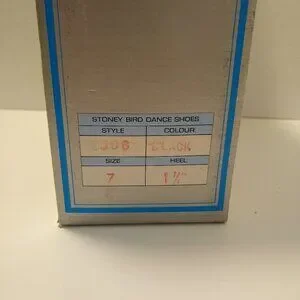 STONEY BIRD DANCE SHOES
STYLE COLOUR
BLACK
SIZE HEEL
7 1½"